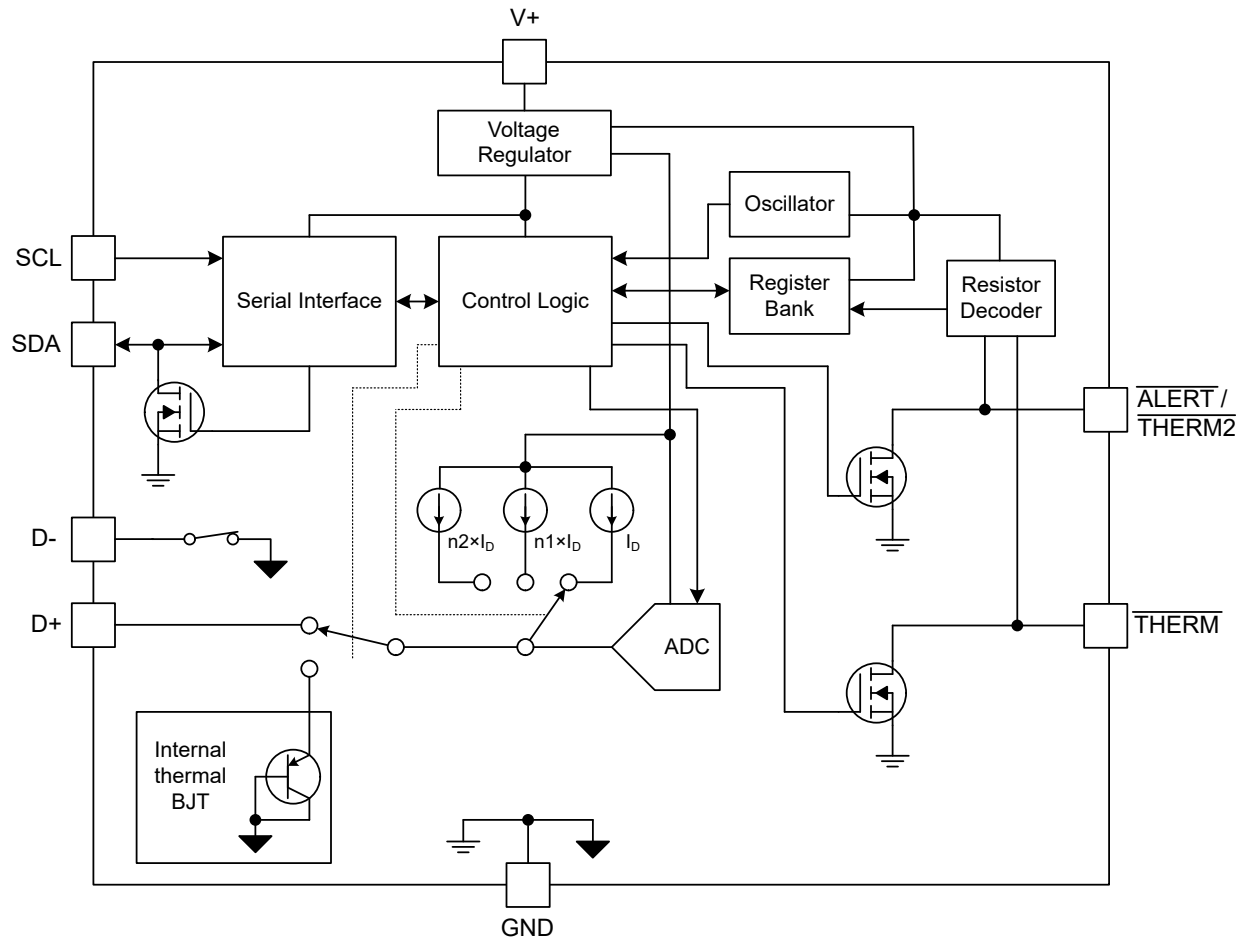 V+
Voltage
Regulator
Oscillator
SCL
Serial Interface
Control Logic
Register
Bank
Resistor
Decoder
SDA
ALERT /
THERM2
D-
n2×ID
n1×ID
ID
D+
ADC
THERM
Internal
thermal
BJT
GND